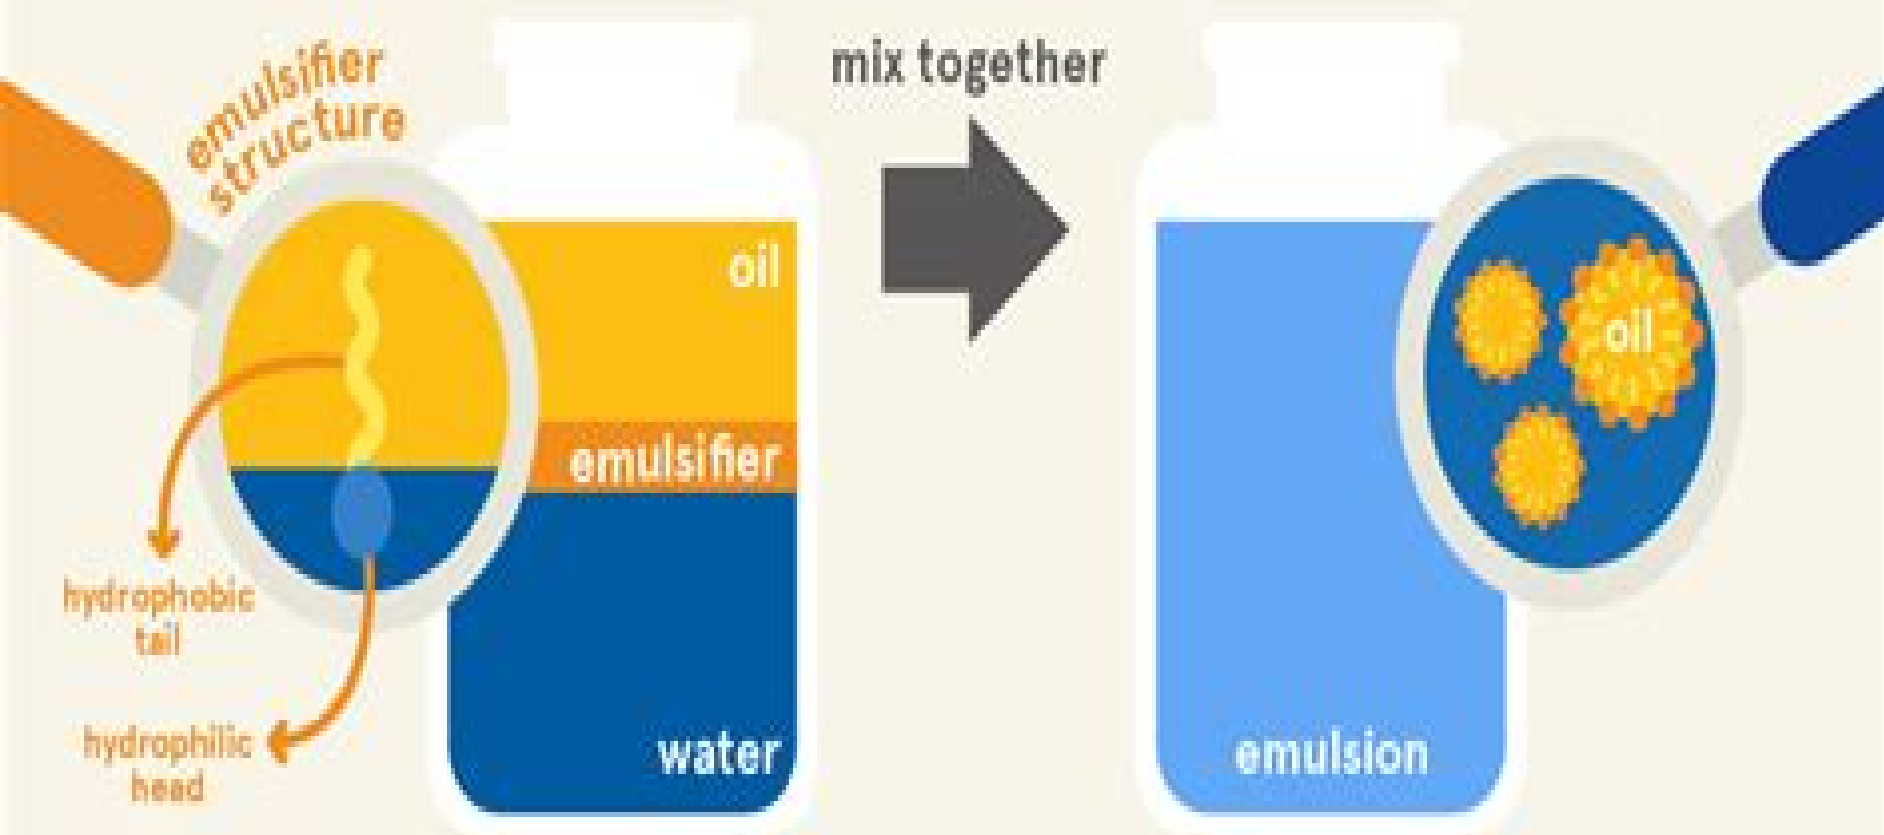 emulsifier
structure
mix together
oil
emulsifier
water
hydrophobic
tail
hydrophilic
head
oil
emulsion